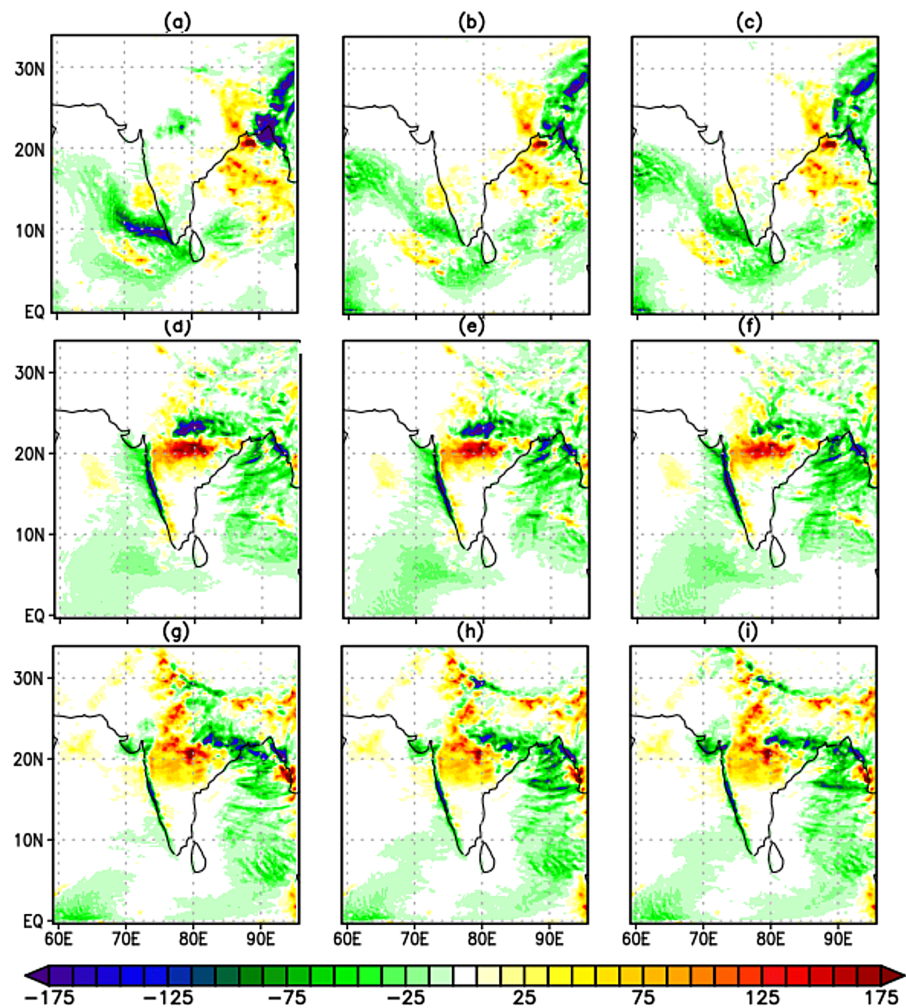 (a) (b) (c)
30N
20N
10N
EQ
(d) (e) (f)
30N
20N
10N
EQ
(g) (h) (i)
30N
20N
10N
EQ
60E 70E 80E 90E 60E 70E 80E 90E 60E 70E 80E 90E
-175 -125 -75 -25 25 75 125 175